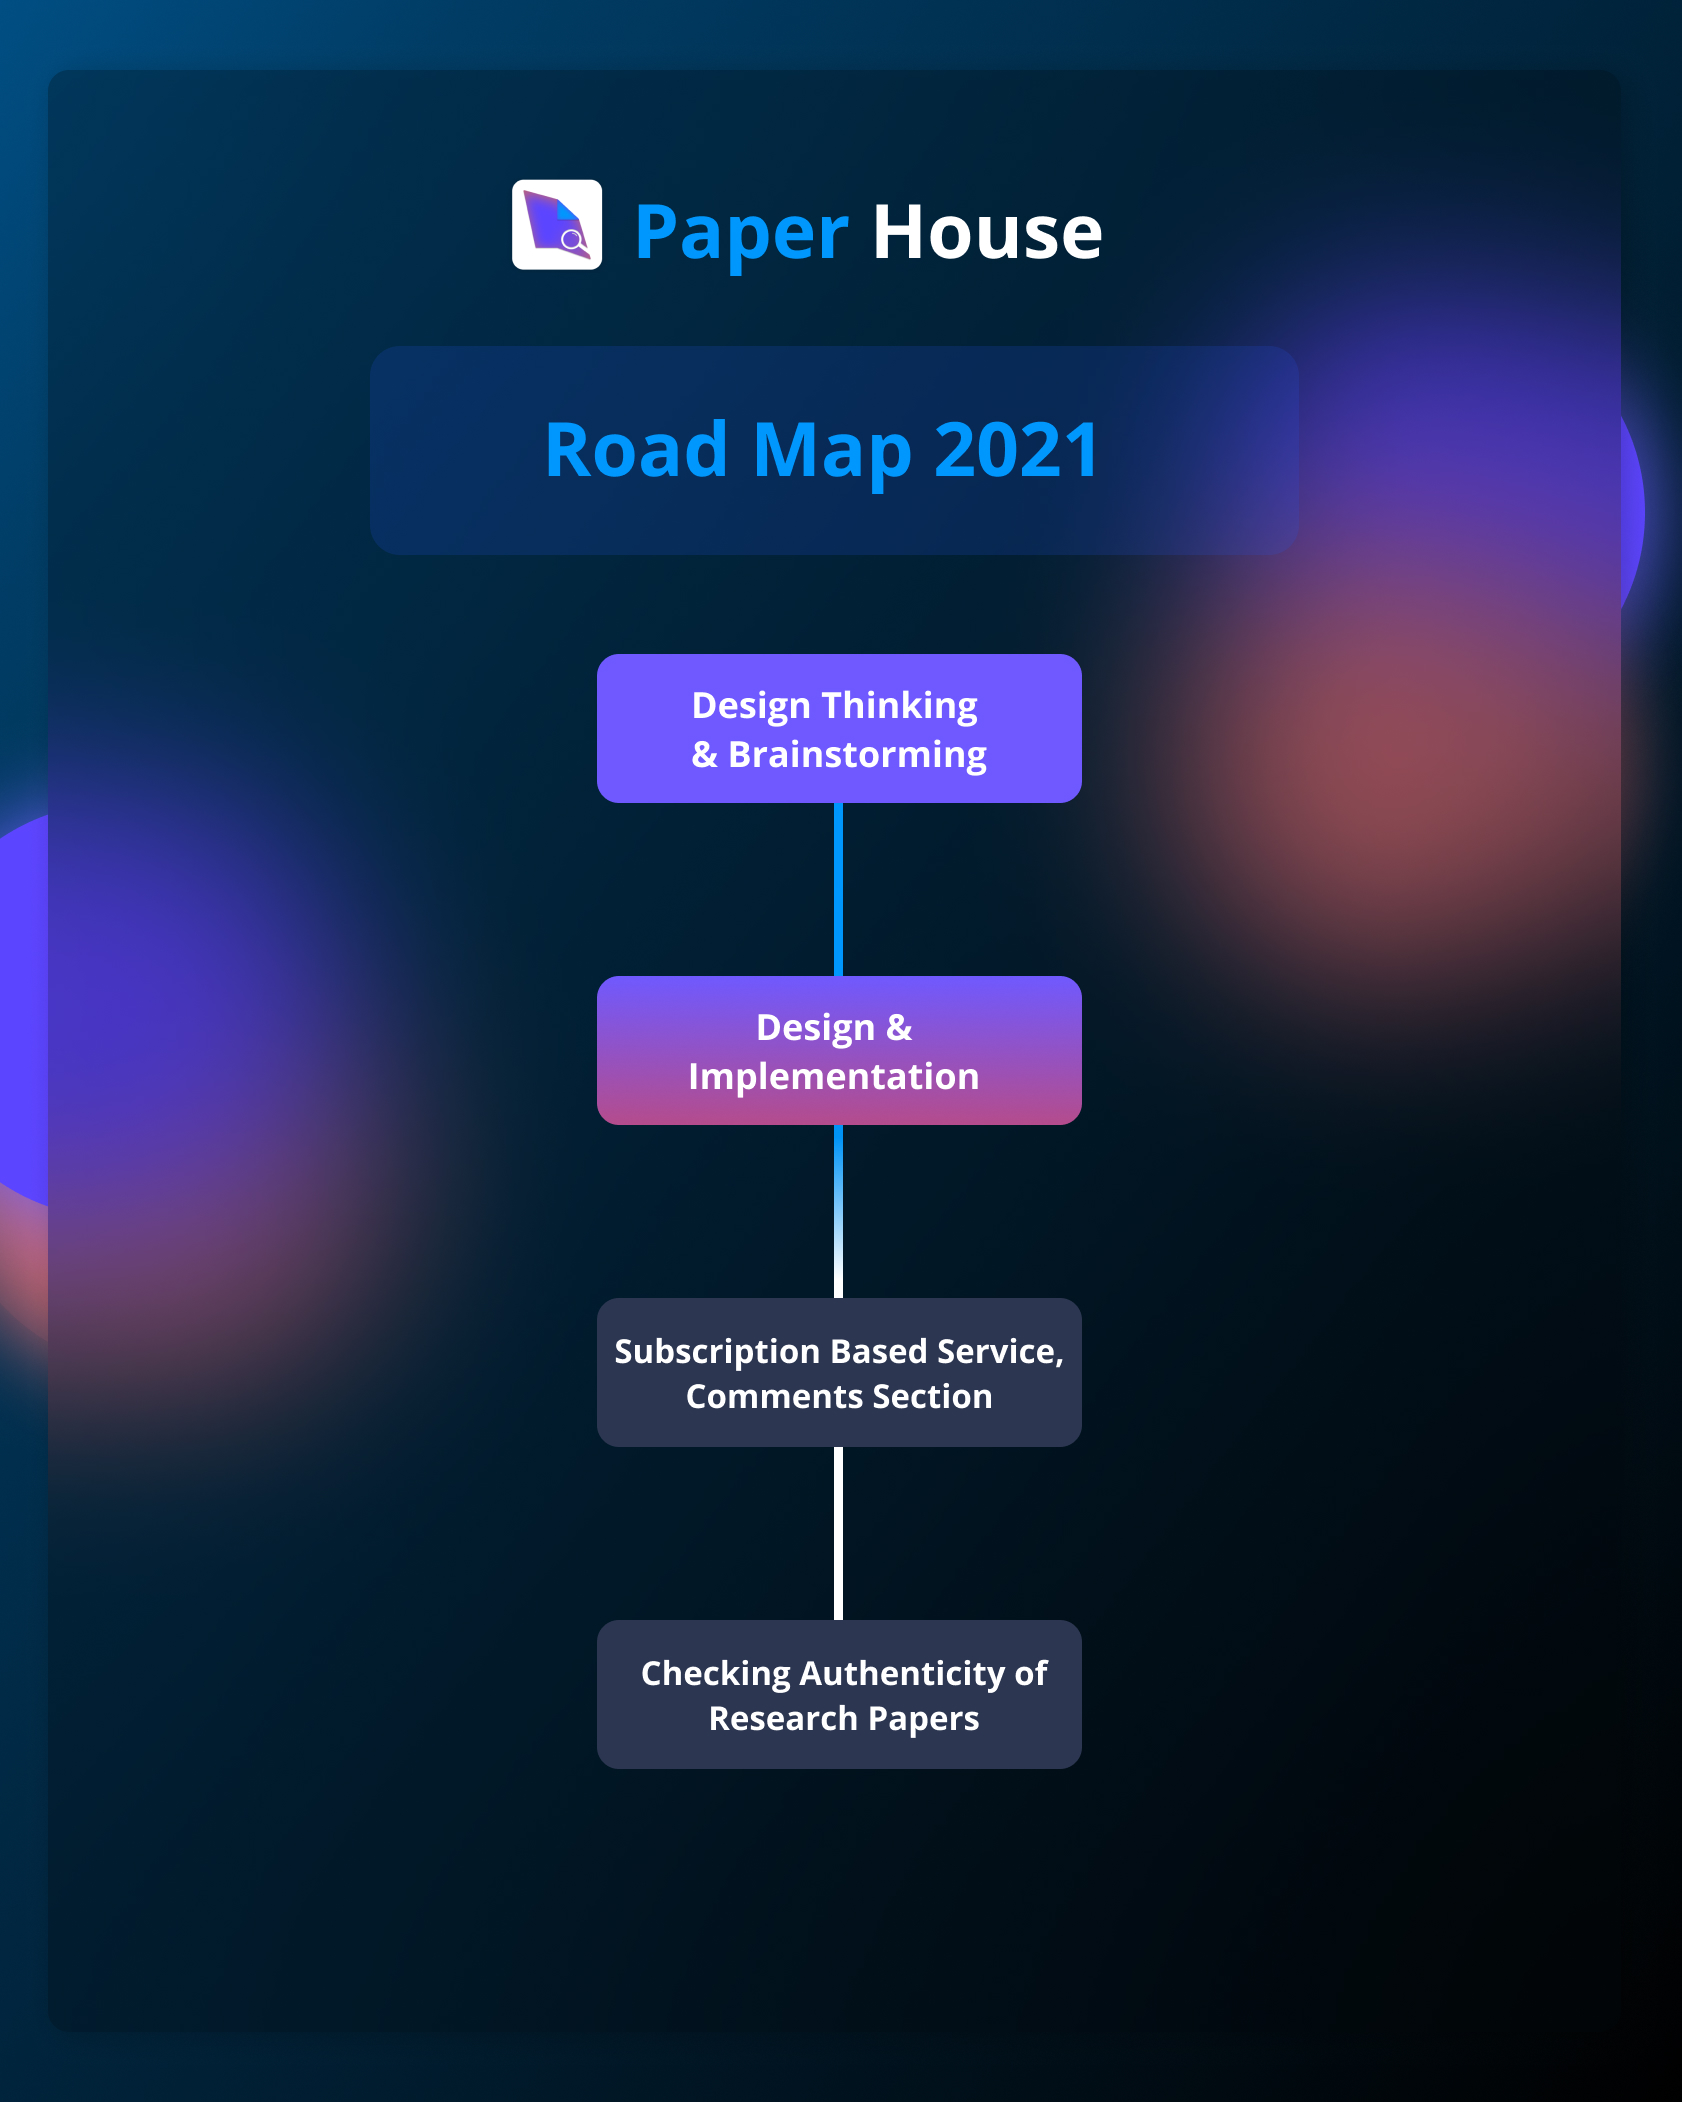 Paper House
Road Map 2021
Design Thinking
& Brainstorming
Design &
Implementation
Subscription Based Service,
Comments Section
Checking Authenticity of
Research Papers